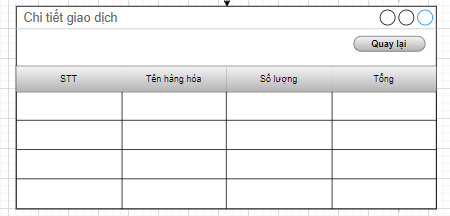 Chi tiết giao dịch
Quay lại
STT Tên hàng hóa Số lượng Tổng